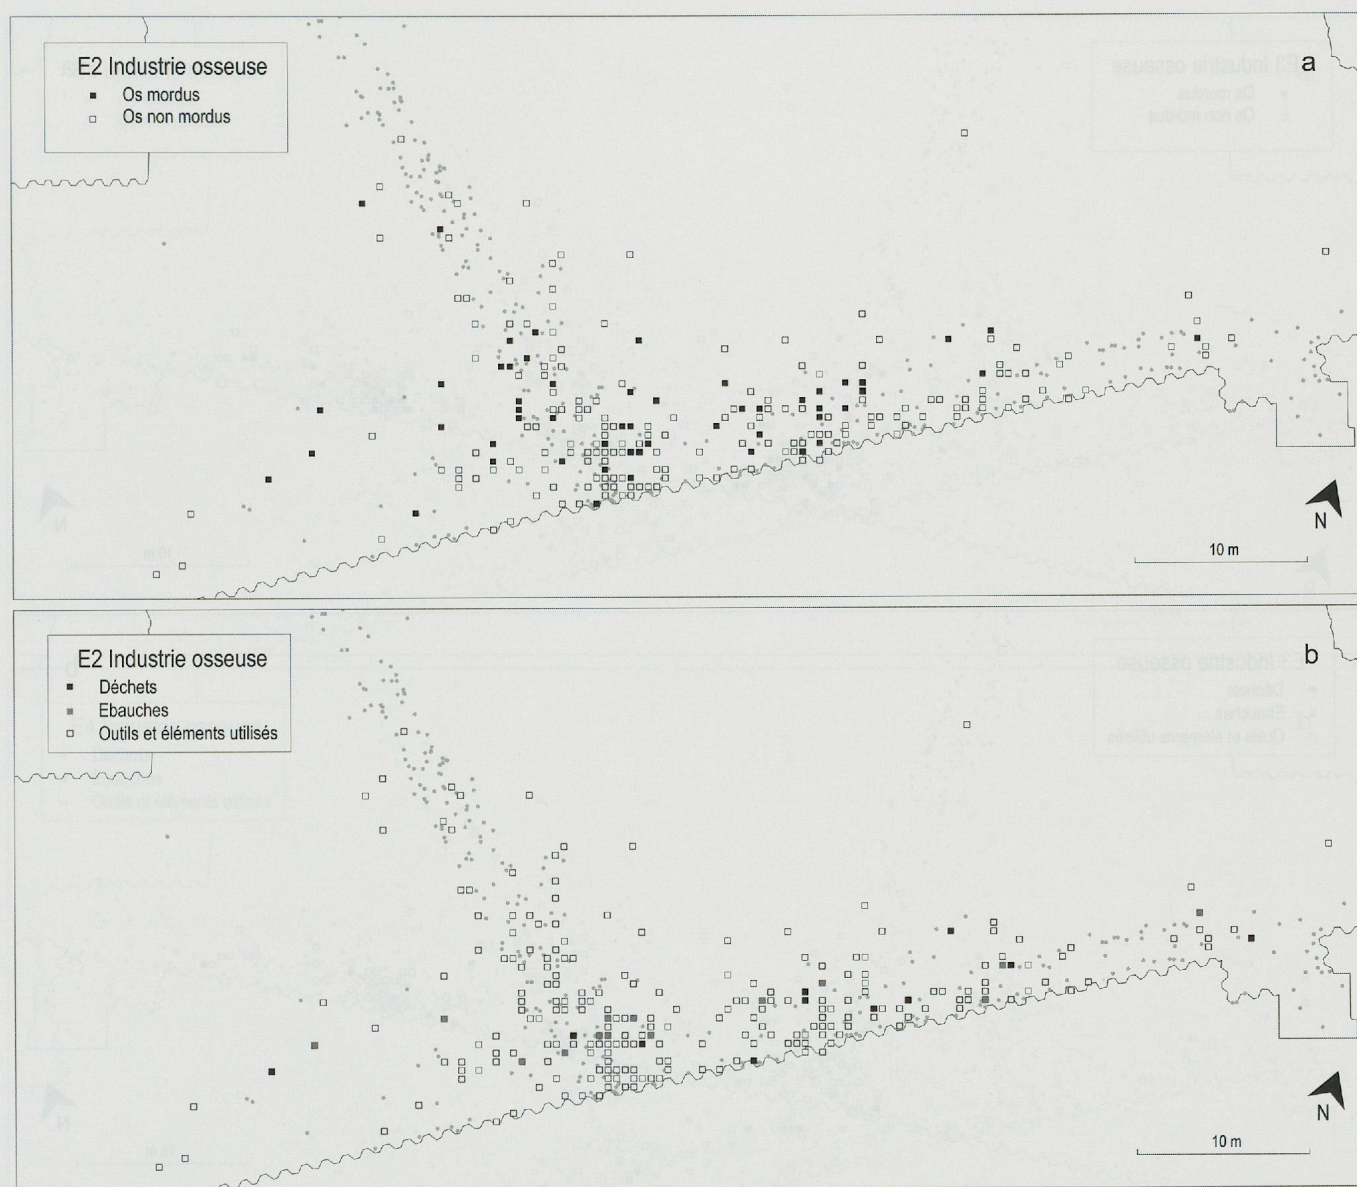 E2 Industrie osseuse
Os mordus
Os non mordus
a
N
10 m
E2 Industrie osseuse
Déchets
Ebauches
Outils et éléments utilisés
b
N
10 m